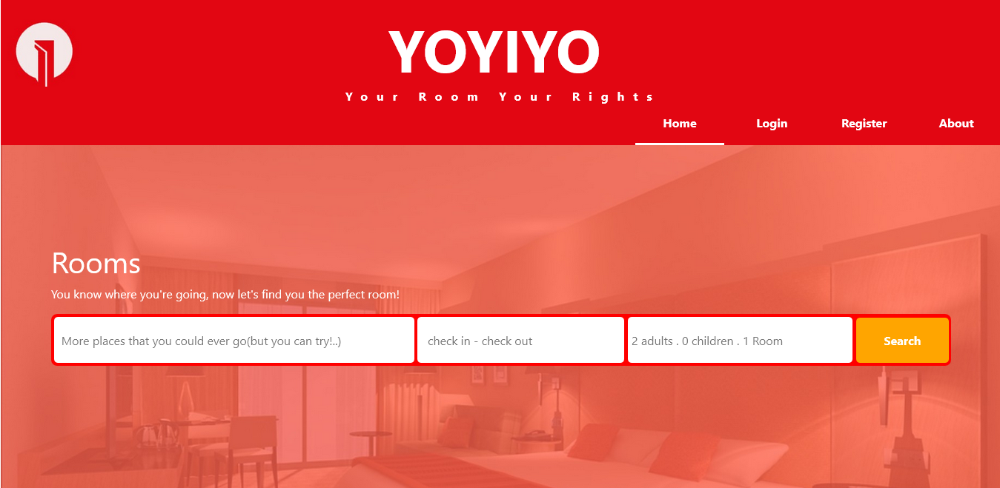 YOYIYO
Your Room Your Rights
Home Login Register About
Rooms
You know where you're going, now let's find you the perfect room!
More places that you could ever go(but you can try!..) check in - check out 2 adults . 0 children . 1 Room Search